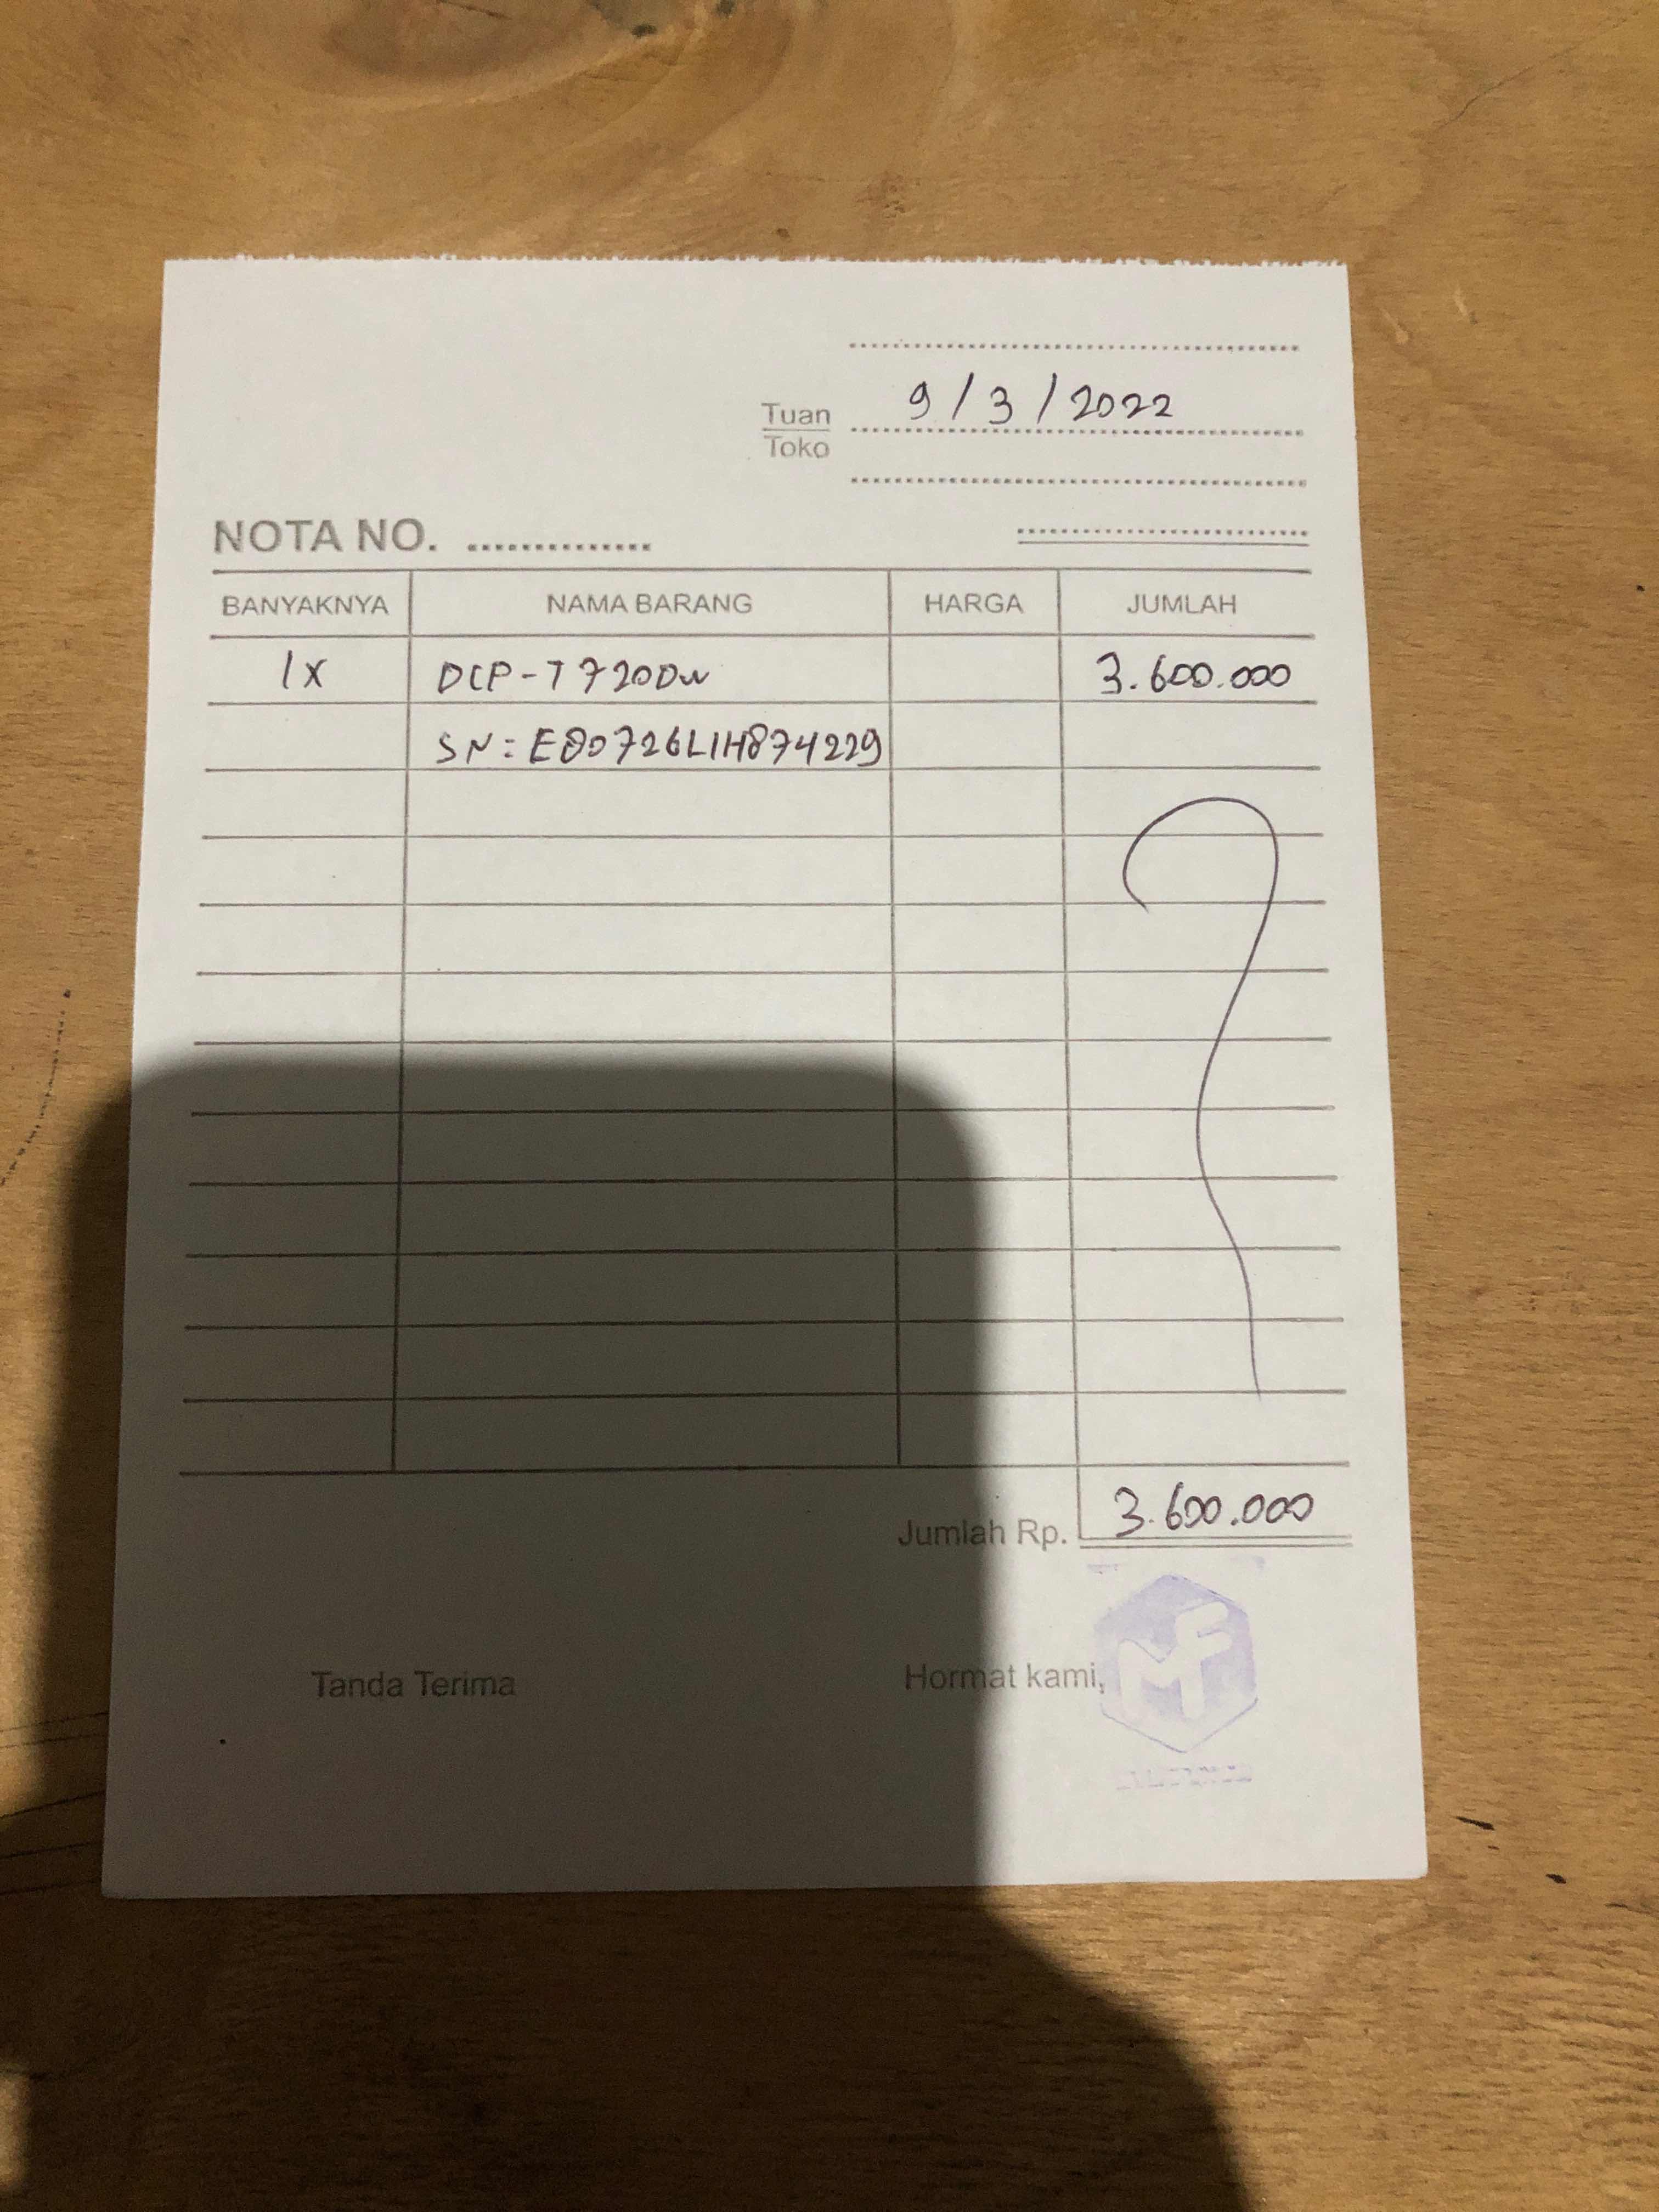 9/3/2022
Tuan
Toko
NOTA NO. ..............
BANYAKNYA NAMA BARANG HARGA JUMLAH
1x DCP-T720DW 3.600.000
SN: E80726L1H874229
Jumlah Rp. 3.600.000
Tanda Terima Hormat kami,
MF